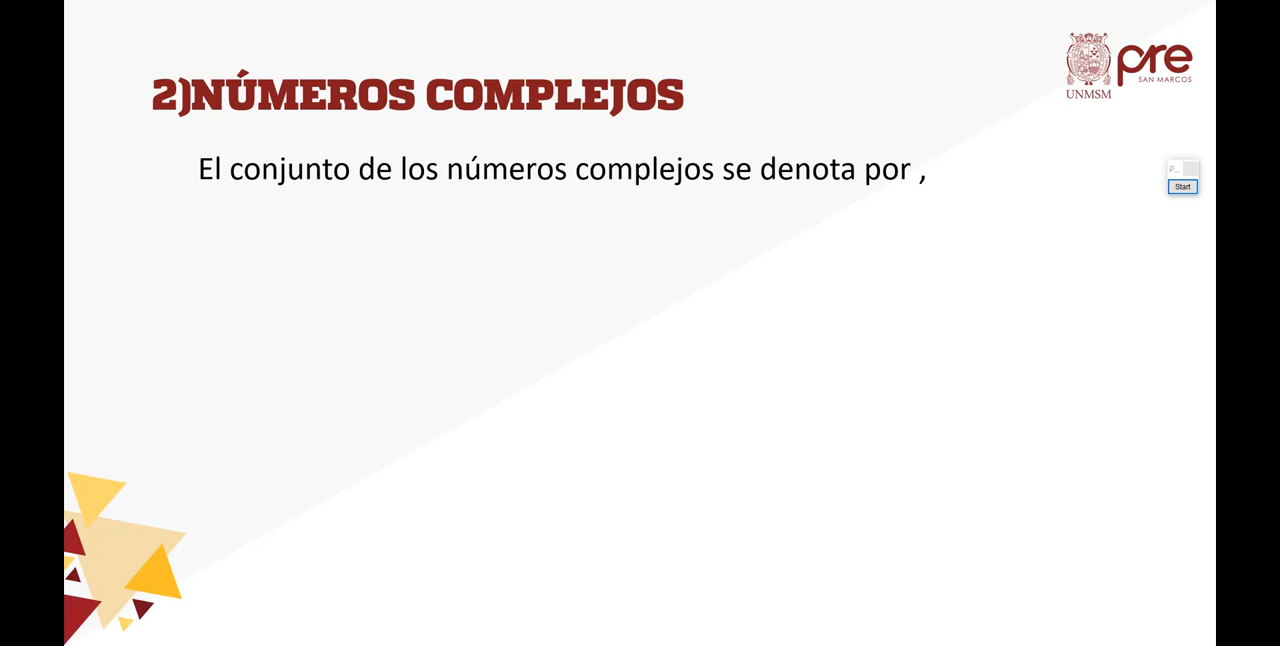 2)NÚMEROS COMPLEJOS
El conjunto de los números complejos se denota por ,
pre
SAN MARCOS
UNMSM
P...
Start